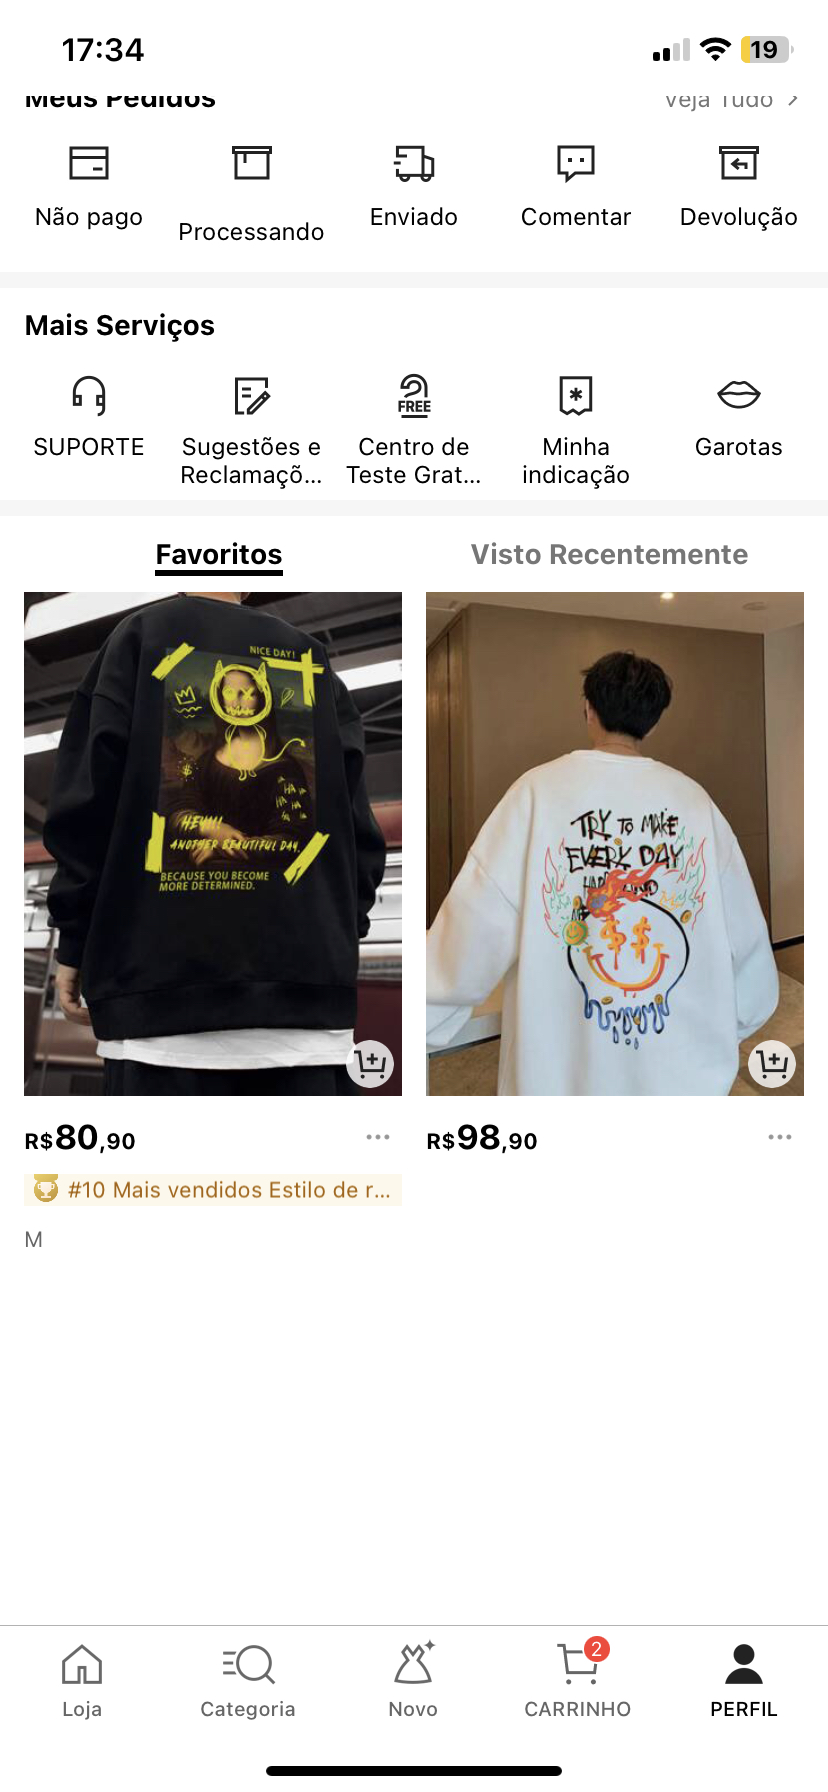 17:34
19
Meus Pedidos
Veja Tudo
Não pago
Processando
Enviado
Comentar
Devolução
Mais Serviços
FREE
SUPORTE
Sugestões e
Reclamaçõ...
Centro de
Teste Grat...
Minha
indicação
Garotas
Favoritos
Visto Recentemente
NICE DAY!
$
HA
HA
HA
HEY!!!
ANOTHER BEAUTIFUL DAY.
BECAUSE YOU BECOME
MORE DETERMINED.
TRY TO MAKE
EVERY DAY
$ $
R$80,90
R$98,90
#10 Mais vendidos Estilo de r...
M
Loja
Categoria
Novo
2
CARRINHO
PERFIL